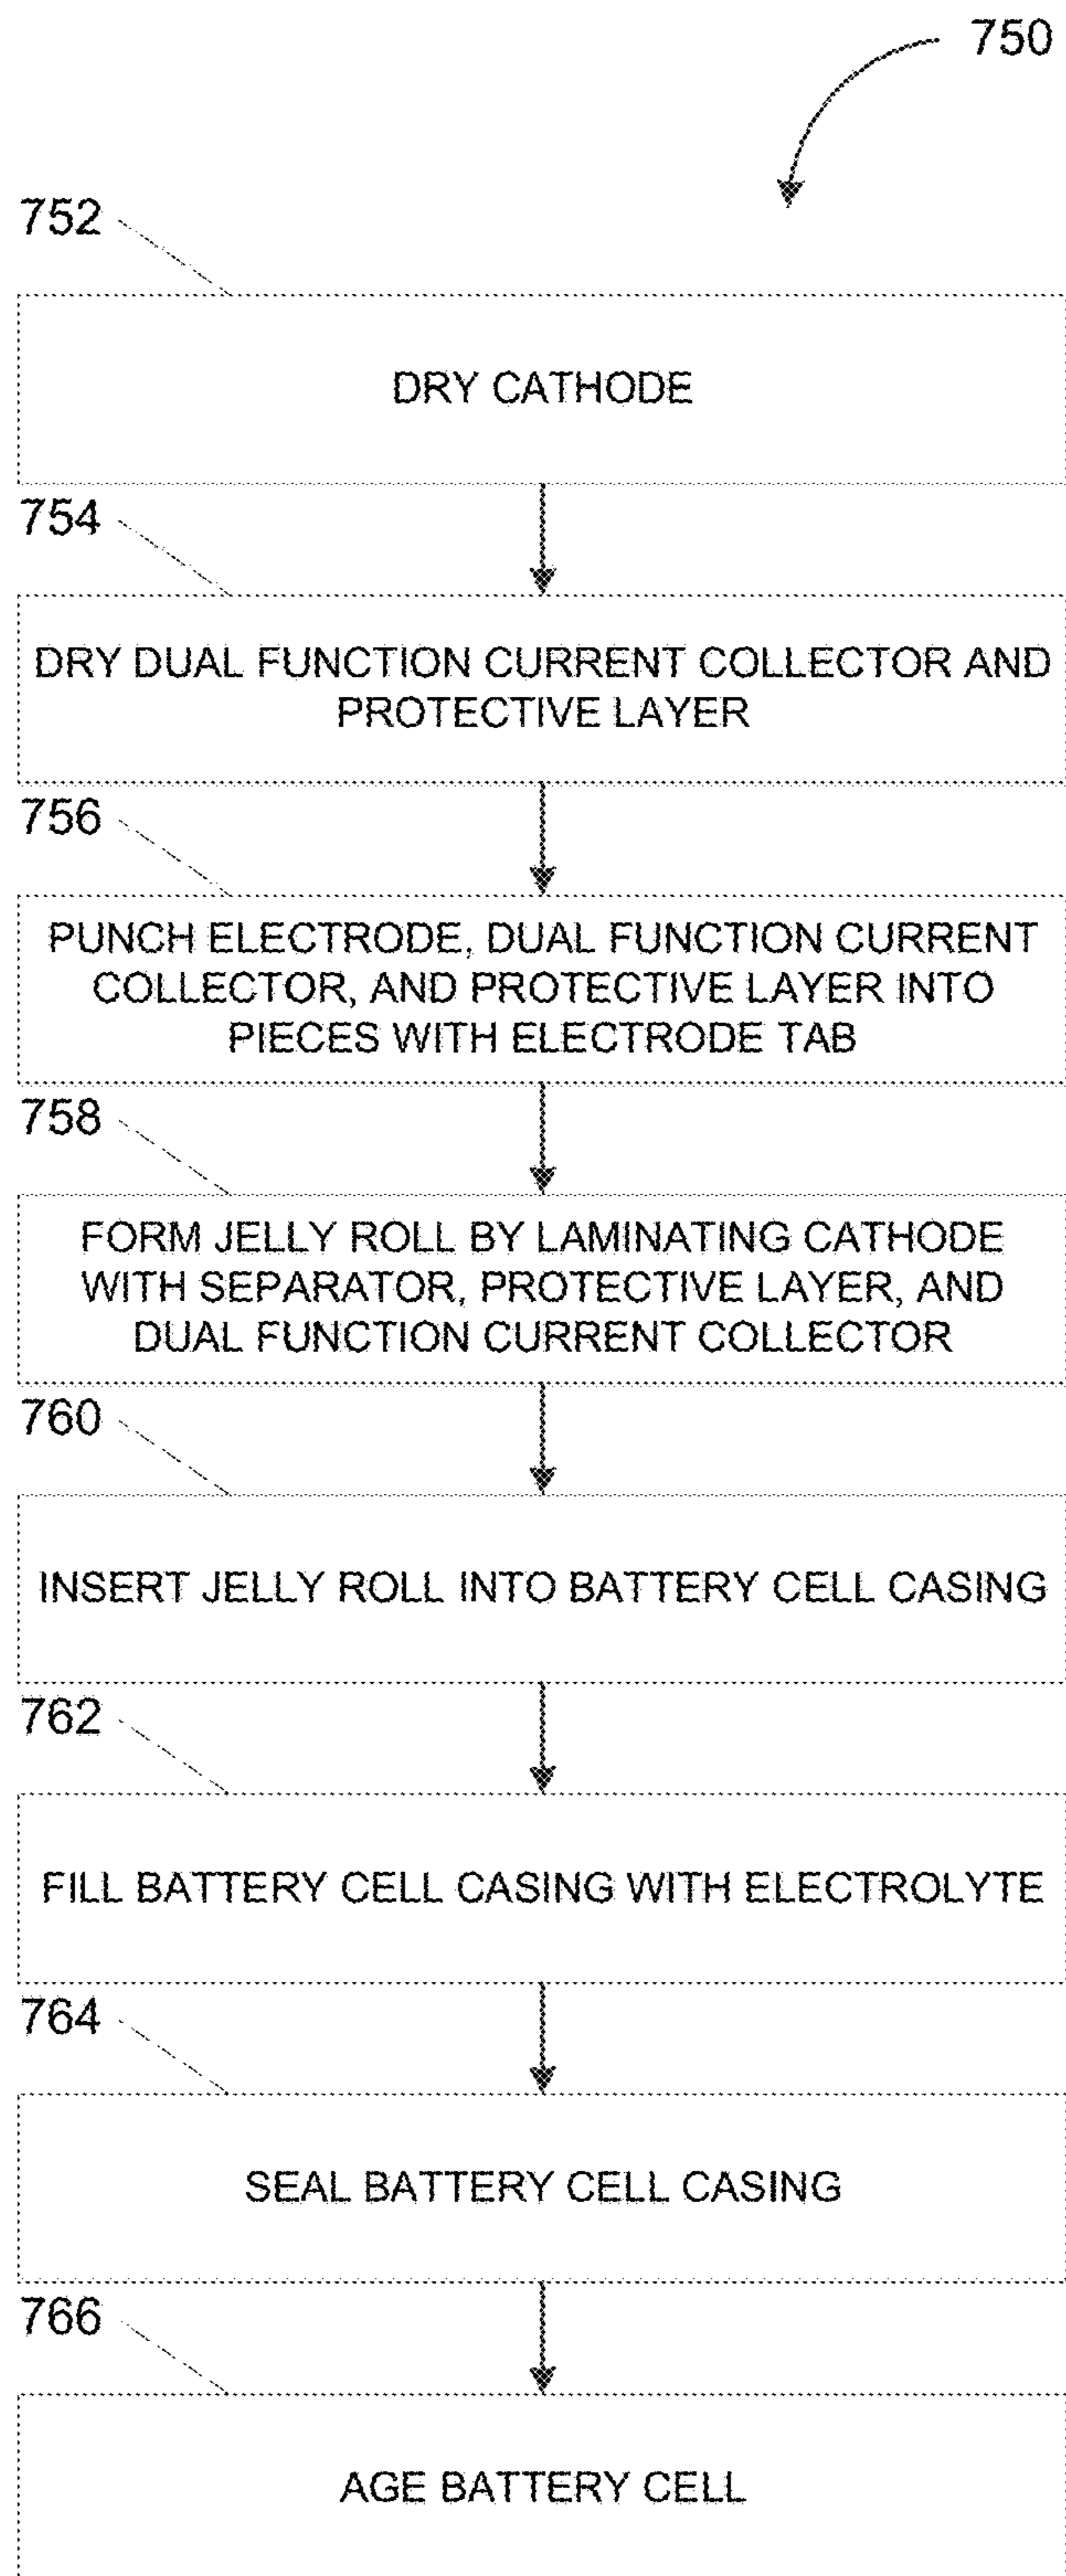 750
752
DRY CATHODE
754
DRY DUAL FUNCTION CURRENT COLLECTOR AND
PROTECTIVE LAYER
756
PUNCH ELECTRODE, DUAL FUNCTION CURRENT
COLLECTOR, AND PROTECTIVE LAYER INTO
PIECES WITH ELECTRODE TAB
758
FORM JELLY ROLL BY LAMINATING CATHODE
WITH SEPARATOR, PROTECTIVE LAYER, AND
DUAL FUNCTION CURRENT COLLECTOR
760
INSERT JELLY ROLL INTO BATTERY CELL CASING
762
FILL BATTERY CELL CASING WITH ELECTROLYTE
764
SEAL BATTERY CELL CASING
766
AGE BATTERY CELL